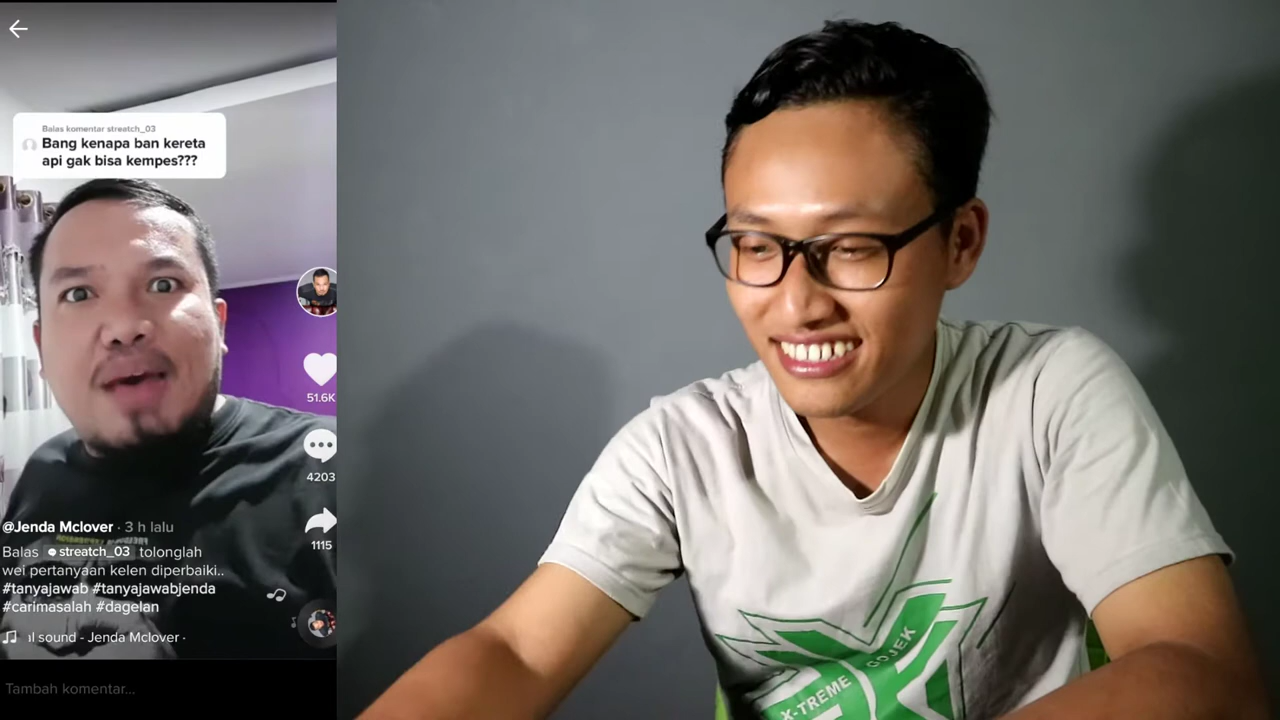 Balas komentar streatch_03
Bang kenapa ban kereta
api gak bisa kempes???
51.6K
4203
1115
@Jenda Mclover · 3 h lalu
Balas streatch_03 tolonglah
wei pertanyaan kelen diperbaiki..
#tanyajawab #tanyajawabjenda
#carimasalah #dagelan
al sound - Jenda Mclover ·
Tambah komentar...
GOJEK
X-TREME